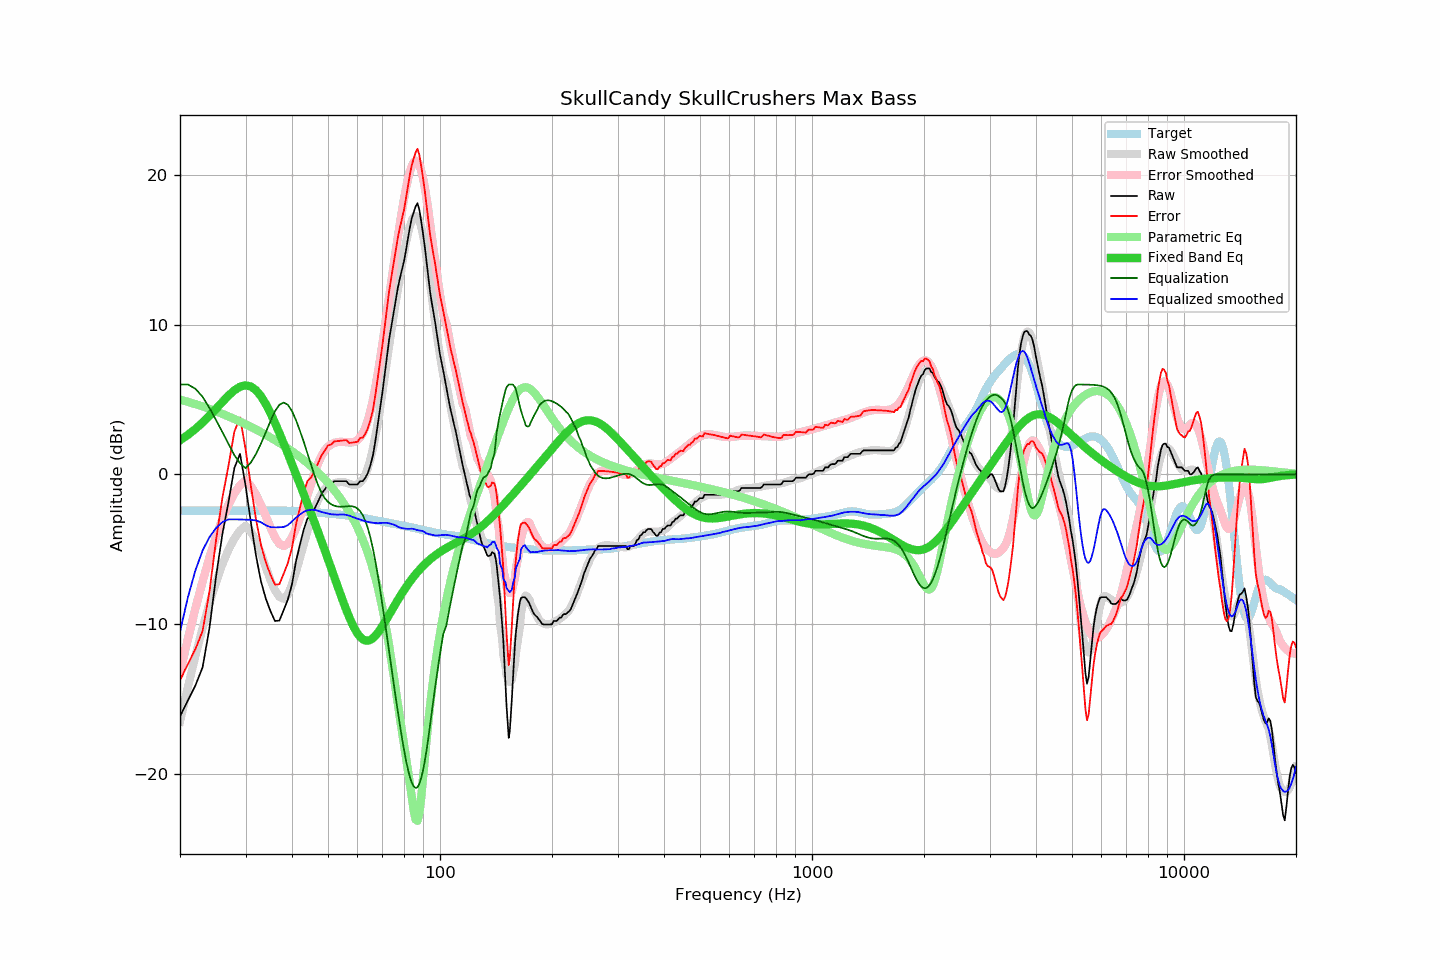 SkullCandy SkullCrushers Max Bass
Target
Raw Smoothed
Error Smoothed
Raw
Error
Parametric Eq
Fixed Band Eq
Equalization
Equalized smoothed
20
10
0
−10
−20
Amplitude (dBr)
100
1000
10000
Frequency (Hz)